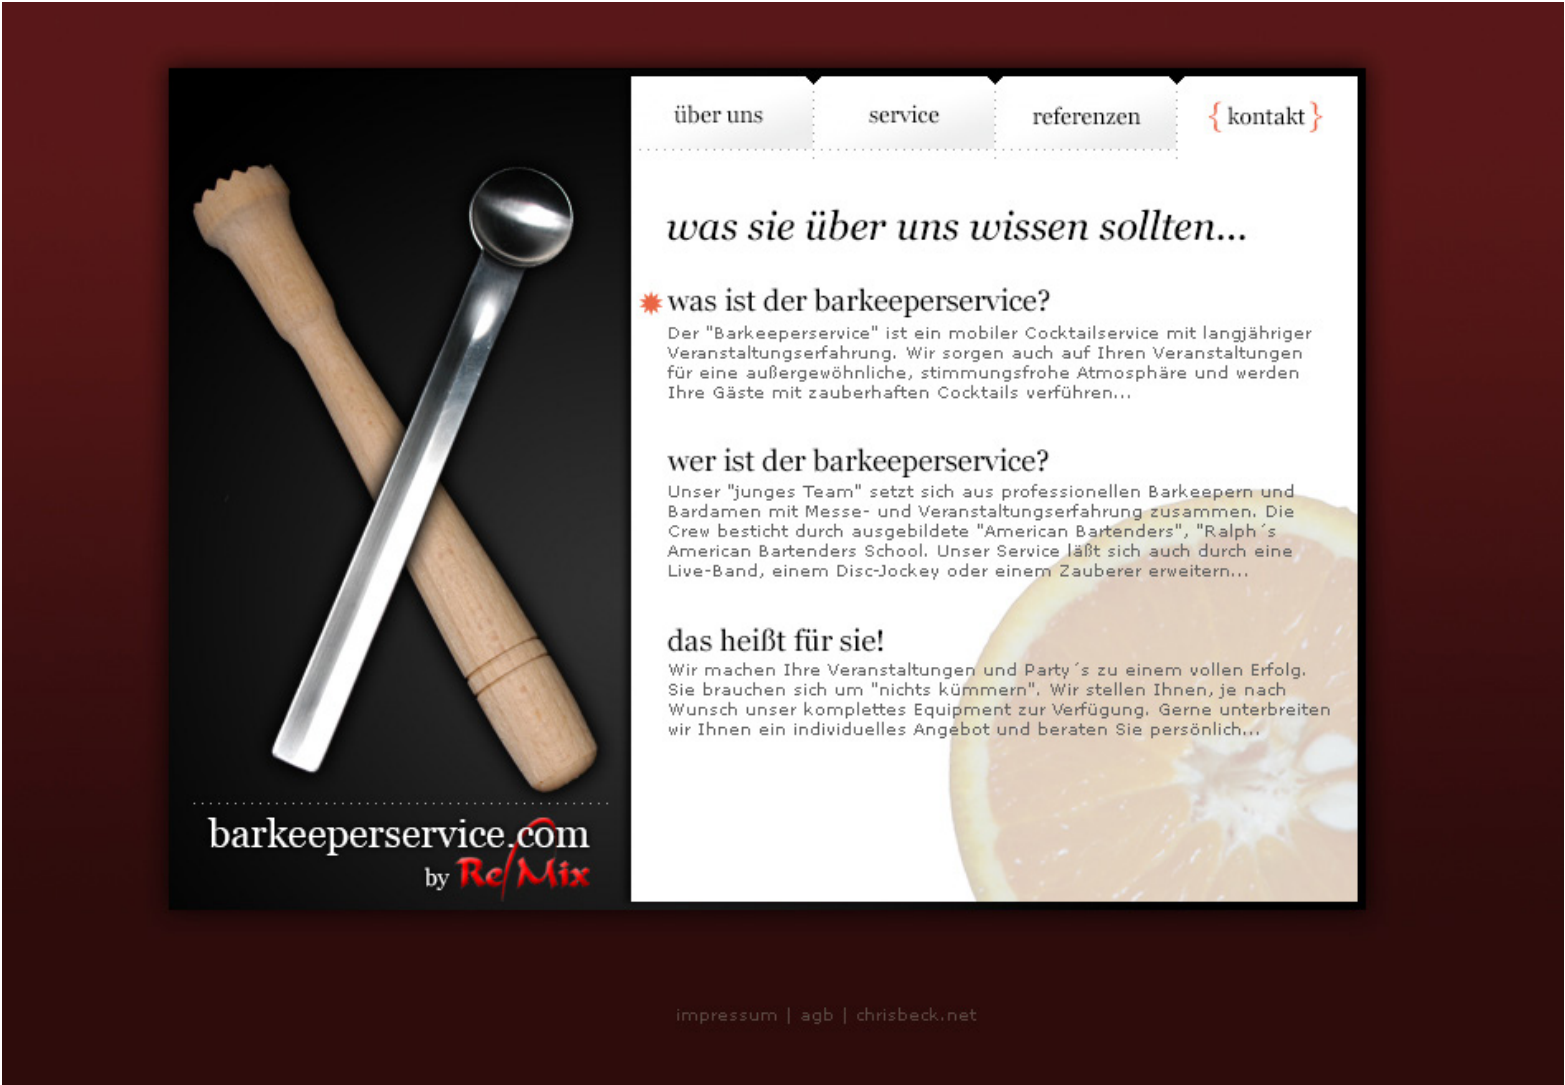 über uns
service
referenzen
{ kontakt }
was sie über uns wissen sollten...
was ist der barkeeperservice?
Der "Barkeeperservice" ist ein mobiler Cocktailservice mit langjähriger
Veranstaltungserfahrung. Wir sorgen auch auf Ihren Veranstaltungen
für eine außergewöhnliche, stimmungsfrohe Atmosphäre und werden
Ihre Gäste mit zauberhaften Cocktails verführen...
wer ist der barkeeperservice?
Unser "junges Team" setzt sich aus professionellen Barkeepern und
Bardamen mit Messe- und Veranstaltungserfahrung zusammen. Die
Crew besticht durch ausgebildete "American Bartenders", "Ralph´s
American Bartenders School. Unser Service läßt sich auch durch eine
Live-Band, einem Disc-Jockey oder einem Zauberer erweitern...
das heißt für sie!
Wir machen Ihre Veranstaltungen und Party´s zu einem vollen Erfolg.
Sie brauchen sich um "nichts kümmern". Wir stellen Ihnen, je nach
Wunsch unser komplettes Equipment zur Verfügung. Gerne unterbreiten
wir Ihnen ein individuelles Angebot und beraten Sie persönlich...
barkeeperservice.com
by Re/Mix
impressum | agb | chrisbeck.net